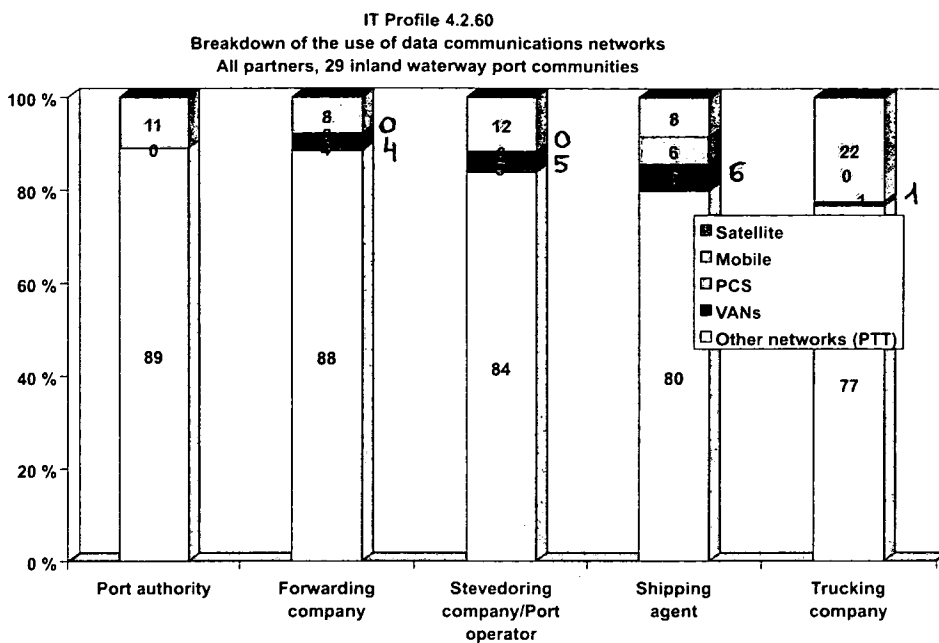 IT Profile 4.2.60
Breakdown of the use of data communications networks
All partners, 29 inland waterway port communities
100 %
80 %
60 %
40 %
20 %
0 %
11
0
89
8
0
4
88
12
0
5
84
8
6
6
80
22
0
1
1
77
Satellite
Mobile
PCS
VANs
Other networks (PTT)
Port authority
Forwarding
company
Stevedoring
company/Port
operator
Shipping
agent
Trucking
company